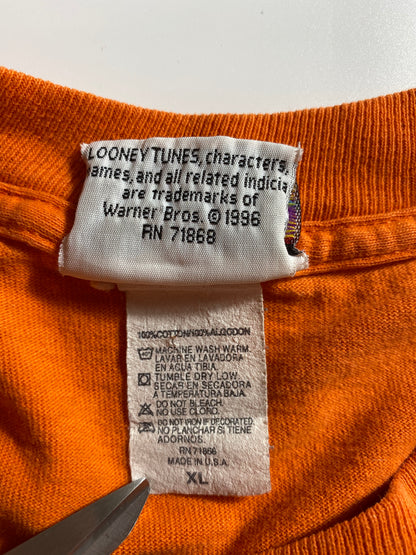 LOONEY TUNES, characters,
names, and all related indicia
are trademarks of
Warner Bros. © 1996
RN 71868
100%COTTON/100%ALGODON
MACHINE WASH WARM.
LAVAR EN LAVADORA
EN AGUA TIBIA.
TUMBLE DRY LOW.
SECAR EN SECADORA
A TEMPERATURA BAJA.
DO NOT BLEACH.
NO USE CLORO.
DO NOT IRON IF DECORATED.
NO PLANCHAR SI TIENE
ADORNOS.
RN 71868
MADE IN U.S.A.
XL